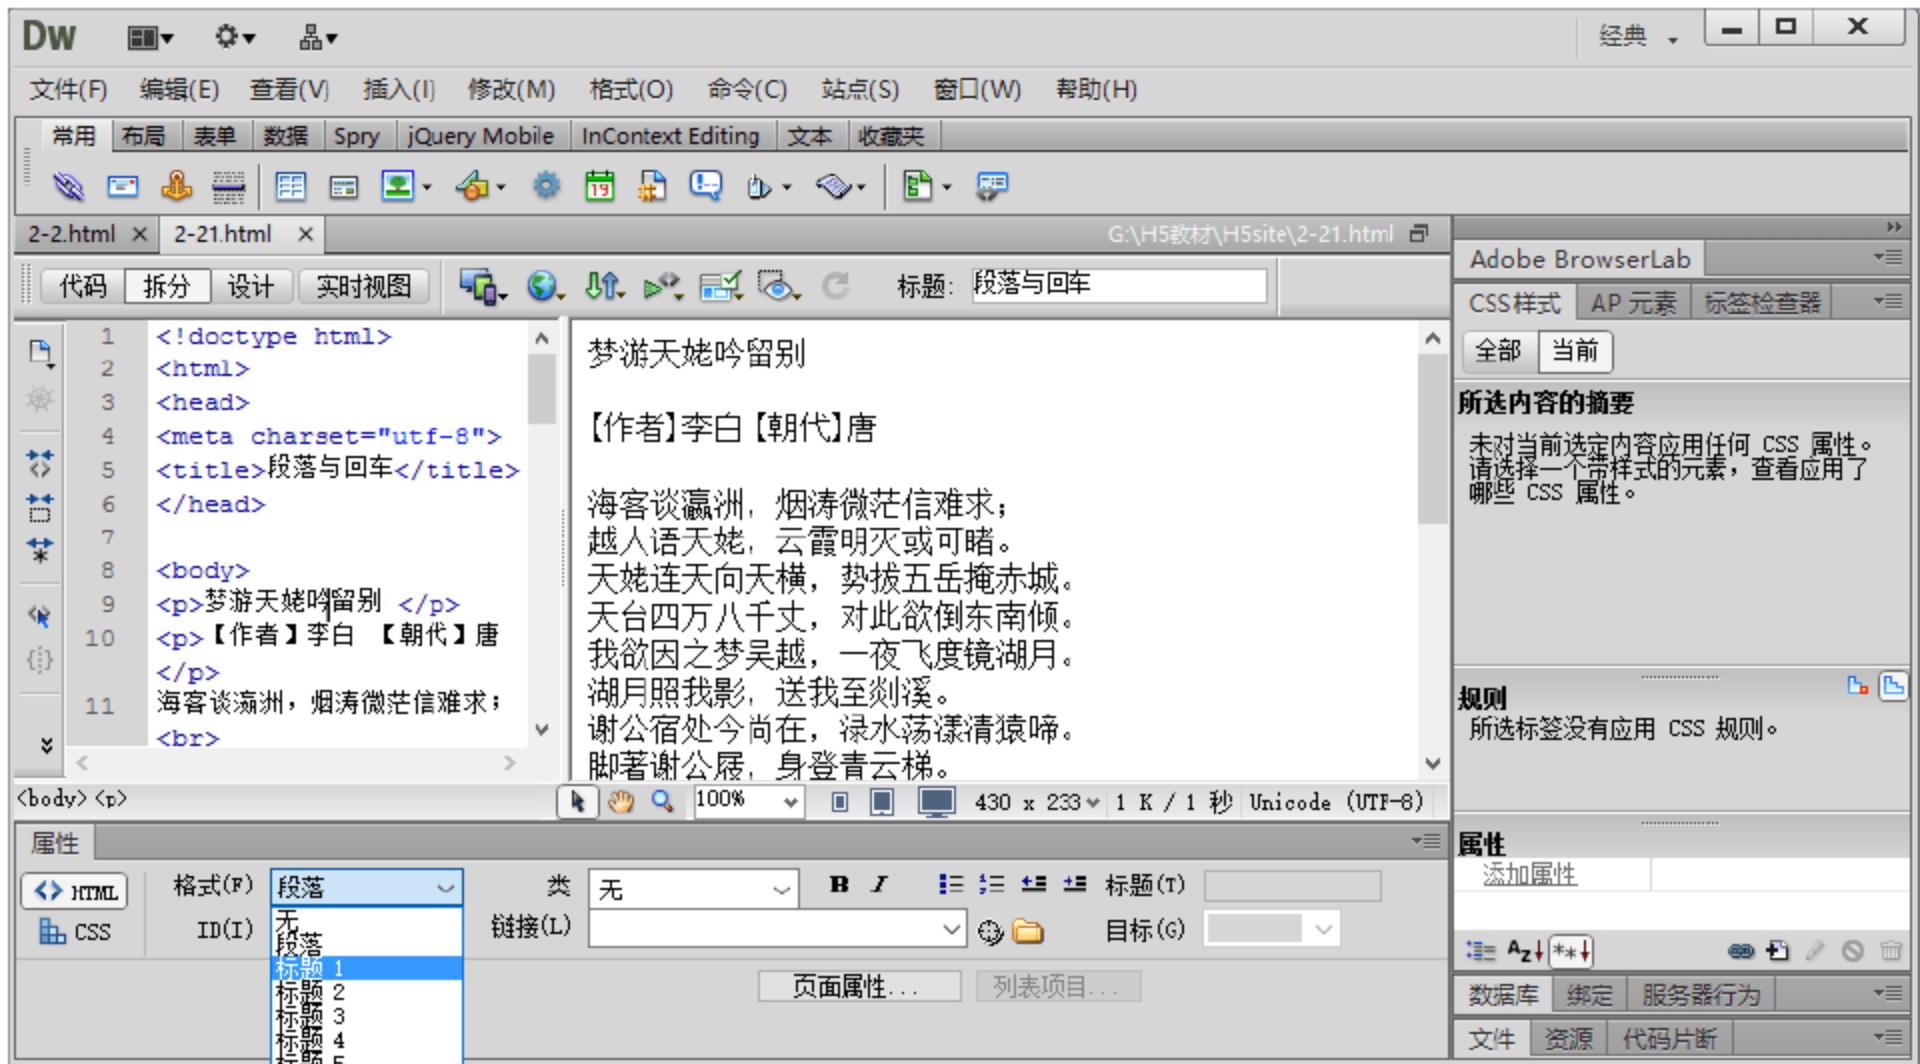 Dw
经典
文件(F) 编辑(E) 查看(V) 插入(I) 修改(M) 格式(O) 命令(C) 站点(S) 窗口(W) 帮助(H)
常用 布局 表单 数据 Spry jQuery Mobile InContext Editing 文本 收藏夹
19
2-2.html × 2-21.html × G:\H5教材\H5site\2-21.html
代码 拆分 设计 实时视图 标题: 段落与回车
1 <!doctype html>
2 <html>
3 <head>
4 <meta charset="utf-8">
5 <title>段落与回车</title>
6 </head>
7
8 <body>
9 <p>梦游天姥吟留别 </p>
10 <p>【作者】李白 【朝代】唐
</p>
11 海客谈瀛洲，烟涛微茫信难求；
<br>
梦游天姥吟留别
【作者】李白【朝代】唐
海客谈瀛洲，烟涛微茫信难求；
越人语天姥，云霞明灭或可睹。
天姥连天向天横，势拔五岳掩赤城。
天台四万八千丈，对此欲倒东南倾。
我欲因之梦吴越，一夜飞度镜湖月。
湖月照我影，送我至剡溪。
谢公宿处今尚在，渌水荡漾清猿啼。
脚著谢公屐，身登青云梯。
<body> <p>
100% 430 x 233 1 K / 1 秒 Unicode (UTF-8)
属性
HTML 格式(F) 段落 类 无 B I 标题(T)
CSS ID(I) 链接(L) 目标(G)
无
段落
标题 1
标题 2
标题 3
标题 4
标题 5
页面属性... 列表项目...
Adobe BrowserLab
CSS样式 AP 元素 标签检查器
全部 当前
所选内容的摘要
未对当前选定内容应用任何 CSS 属性。
请选择一个带样式的元素，查看应用了
哪些 CSS 属性。
规则
所选标签没有应用 CSS 规则。
属性
添加属性
Az↓ **↓
数据库 绑定 服务器行为
文件 资源 代码片断